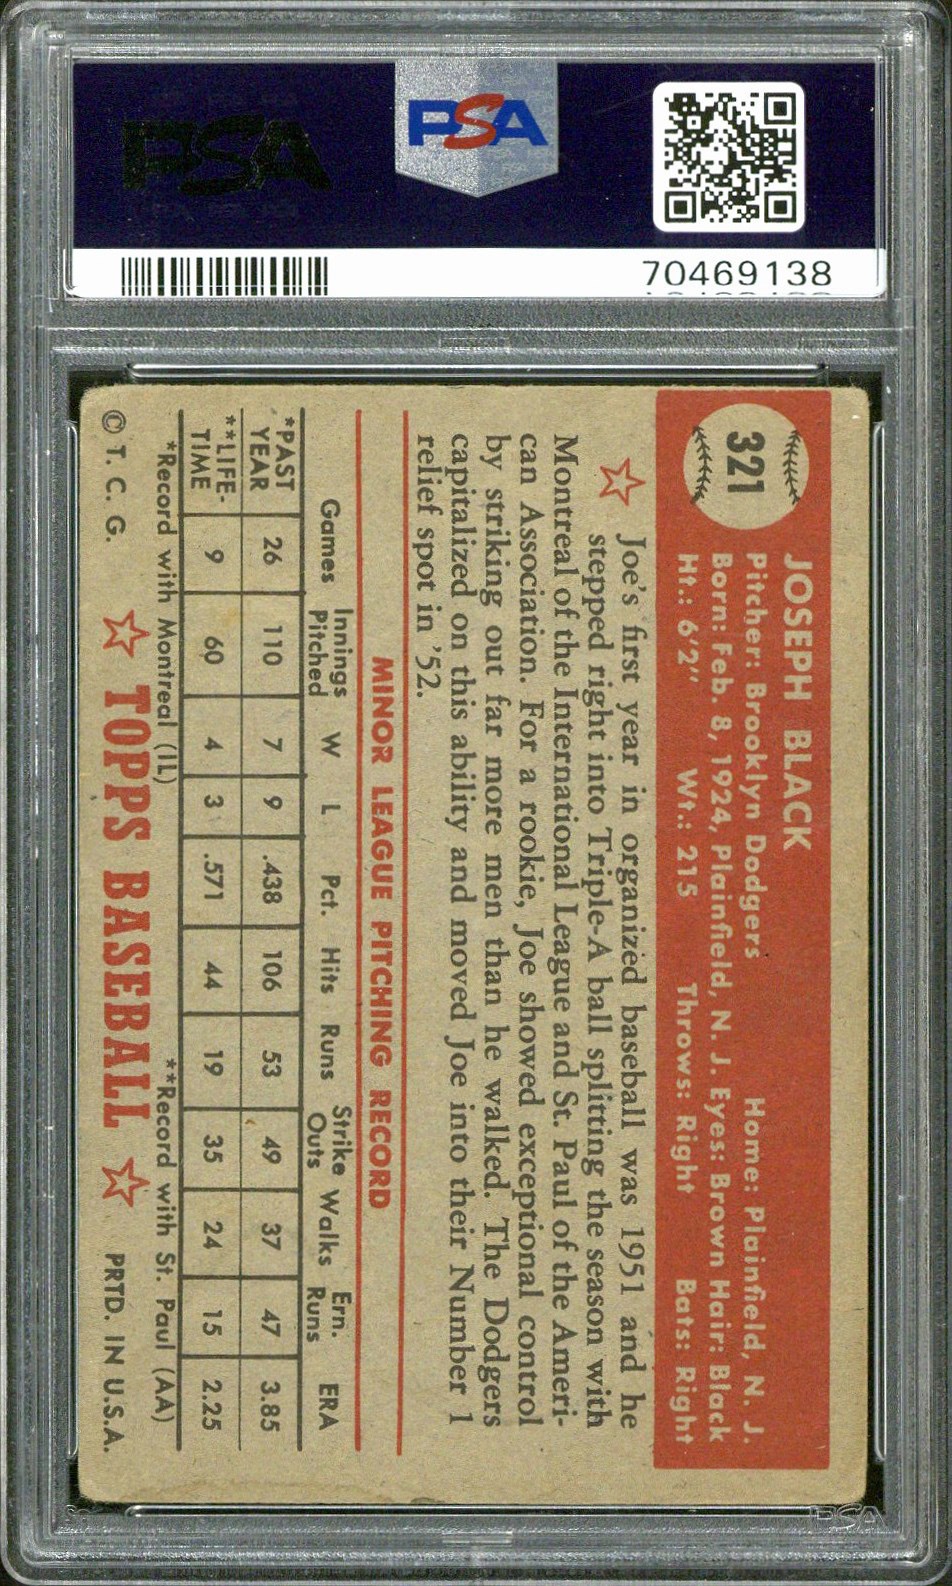 PSA
PSA
70469138
321
JOSEPH BLACK
Pitcher: Brooklyn Dodgers Home: Plainfield, N. J.
Born: Feb. 8, 1924, Plainfield, N. J. Eyes: Brown Hair: Black
Ht.: 6'2" Wt.: 215 Throws: Right Bats: Right
Joe's first year in organized baseball was 1951 and he
stepped right into Triple-A ball splitting the season with
Montreal of the International League and St. Paul of the Ameri-
can Association. For a rookie, Joe showed exceptional control
by striking out far more men than he walked. The Dodgers
capitalized on this ability and moved Joe into their Number 1
relief spot in '52.
MINOR LEAGUE PITCHING RECORD
Games Innings Pitched W L Pct. Hits Runs Strike Outs Walks Ern. Runs ERA
*PAST YEAR 26 110 7 9 .438 106 53 49 37 47 3.85
**LIFE-TIME 9 60 4 3 .571 44 19 35 24 15 2.25
*Record with Montreal (IL) **Record with St. Paul (AA)
© T. C. G. TOPPS BASEBALL PRTD. IN U.S.A.
PSA